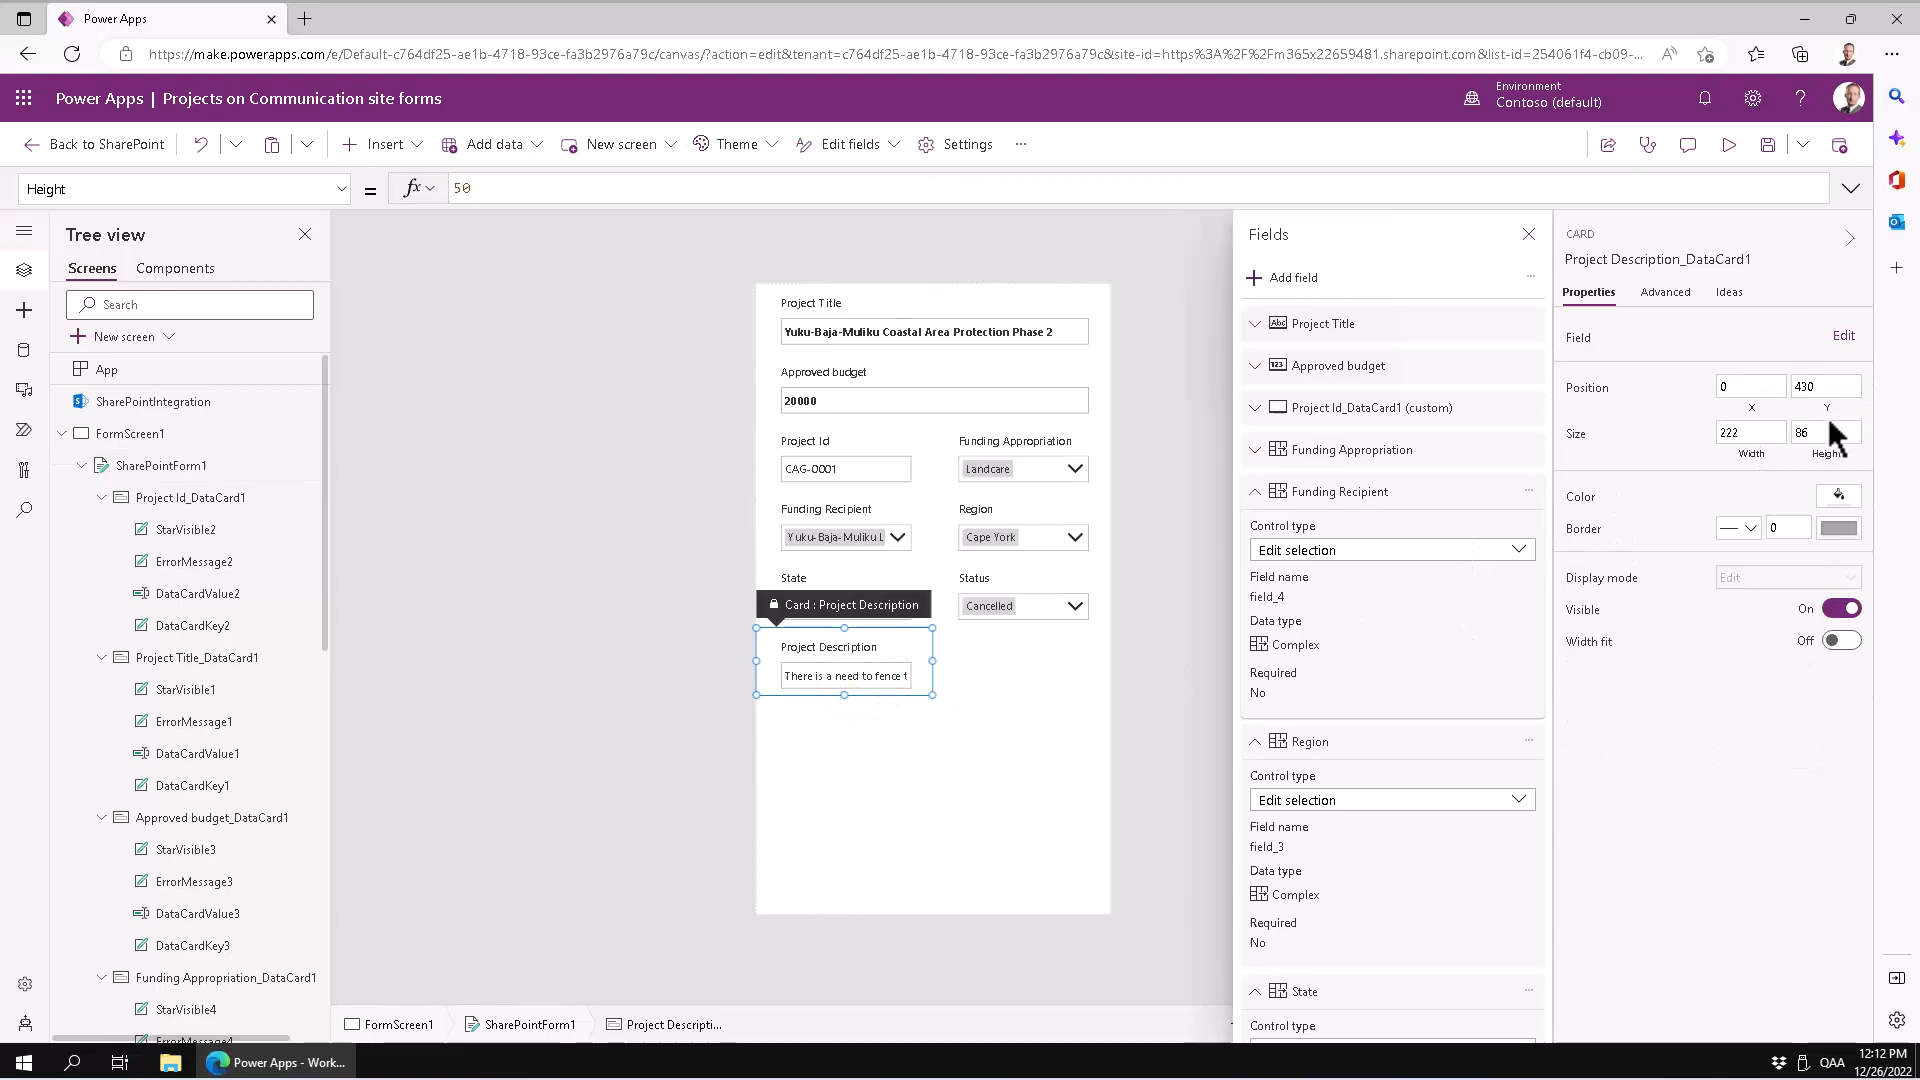 Power Apps
https://make.powerapps.com/e/Default-c764df25-ae1b-4718-93ce-fa3b2976a79c/canvas/?action=edit&tenant=c764df25-ae1b-4718-93ce-fa3b2976a79c&site-id=https%3A%2F%2Fm365x22659481.sharepoint.com&list-id=254061f4-cb09-...
Power Apps | Projects on Communication site forms
Environment
Contoso (default)
Back to SharePoint
Insert
Add data
New screen
Theme
Edit fields
Settings
Height
=
fx
50
Tree view
Screens
Components
Search
New screen
App
SharePointIntegration
FormScreen1
SharePointForm1
Project Id_DataCard1
StarVisible2
ErrorMessage2
DataCardValue2
DataCardKey2
Project Title_DataCard1
StarVisible1
ErrorMessage1
DataCardValue1
DataCardKey1
Approved budget_DataCard1
StarVisible3
ErrorMessage3
DataCardValue3
DataCardKey3
Funding Appropriation_DataCard1
StarVisible4
ErrorMessage4
Project Title
Yuku-Baja-Muliku Coastal Area Protection Phase 2
Approved budget
20000
Project Id
Funding Appropriation
CAG-0001
Landcare
Funding Recipient
Region
Yuku-Baja-Muliku L
Cape York
State
Status
Card : Project Description
Cancelled
Project Description
There is a need to fence t
FormScreen1
SharePointForm1
Project Descripti...
Fields
Add field
Abc Project Title
123 Approved budget
Project Id_DataCard1 (custom)
Funding Appropriation
Funding Recipient
Control type
Edit selection
Field name
field_4
Data type
Complex
Required
No
Region
Control type
Edit selection
Field name
field_3
Data type
Complex
Required
No
State
Control type
CARD
Project Description_DataCard1
Properties
Advanced
Ideas
Field
Edit
Position
0
430
X
Y
Size
222
86
Width
Height
Color
Border
0
Display mode
Edit
Visible
On
Width fit
Off
Power Apps - Work...
QAA
12:12 PM
12/26/2022